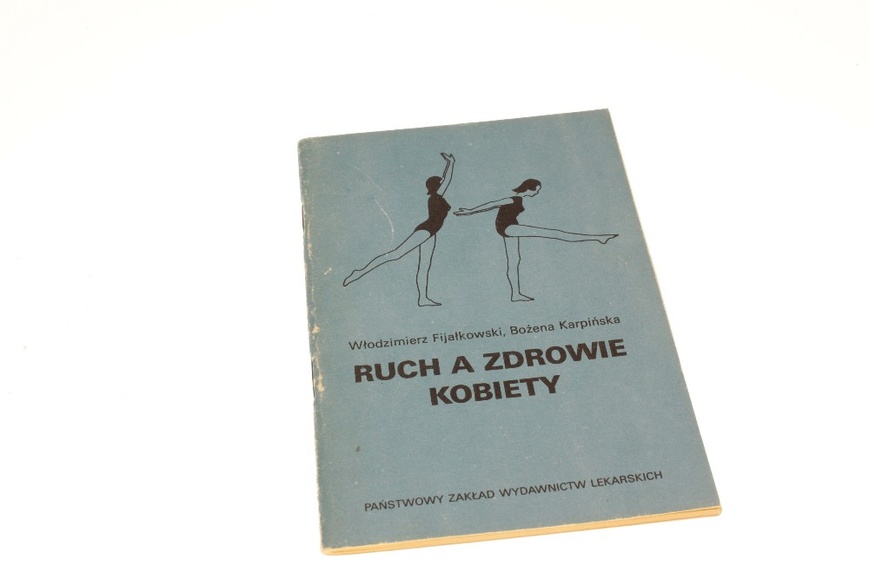 Włodzimierz Fijałkowski, Bożena Karpińska
RUCH A ZDROWIE
KOBIETY
PAŃSTWOWY ZAKŁAD WYDAWNICTW LEKARSKICH